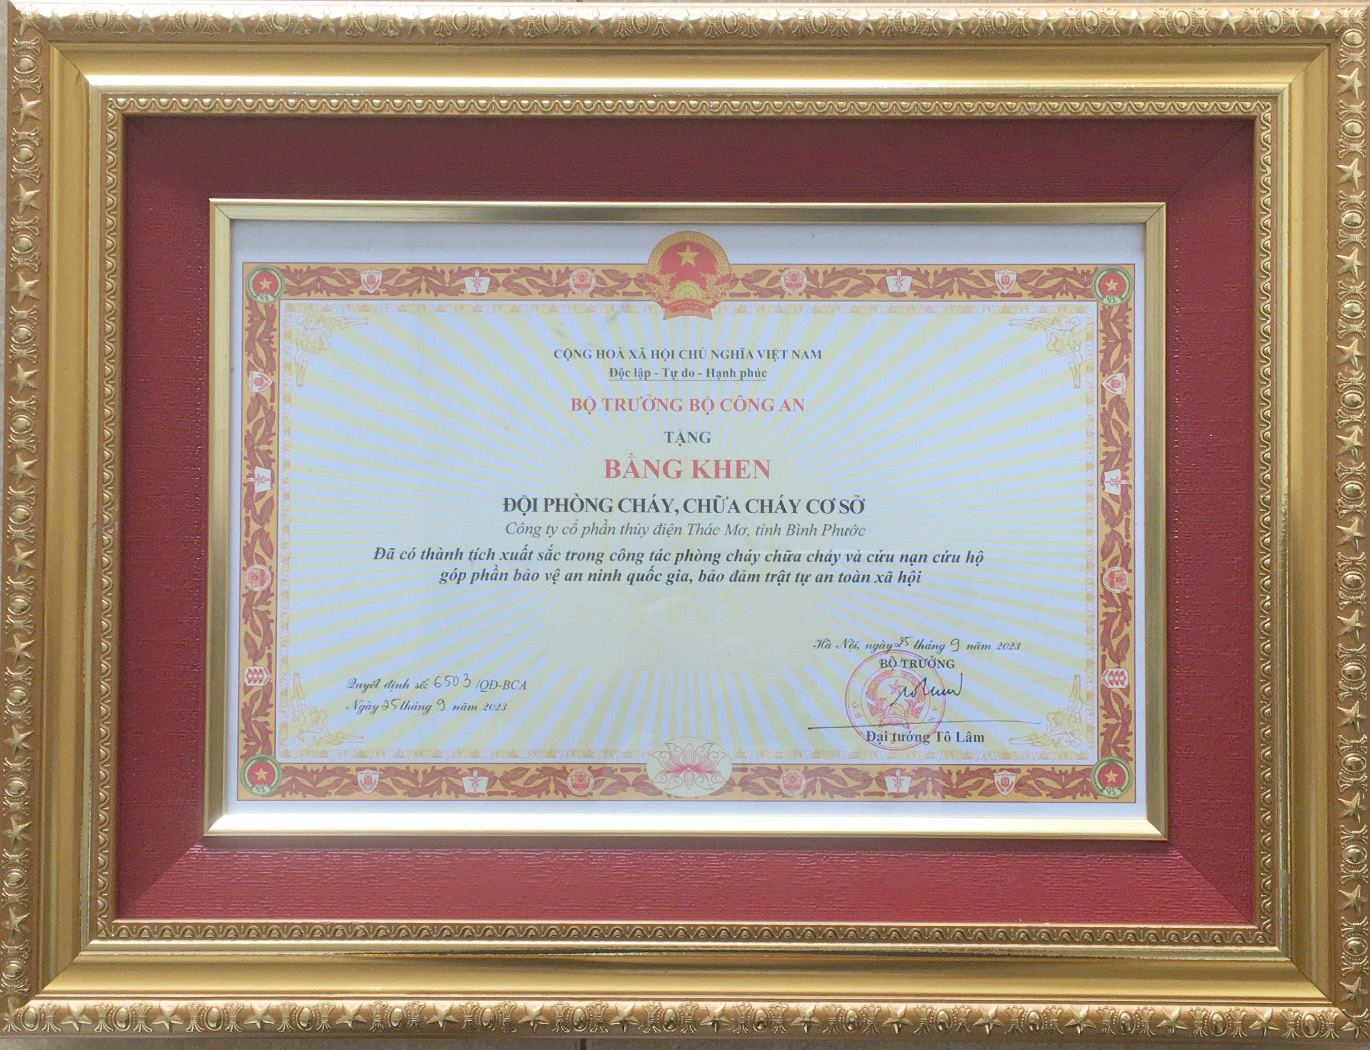 CỘNG HOÀ XÃ HỘI CHỦ NGHĨA VIỆT NAM
Độc lập - Tự do - Hạnh phúc
BỘ TRƯỞNG BỘ CÔNG AN
TẶNG
BẰNG KHEN
ĐỘI PHÒNG CHÁY, CHỮA CHÁY CƠ SỞ
Công ty cổ phần thủy điện Thác Mơ, tỉnh Bình Phước
Đã có thành tích xuất sắc trong công tác phòng cháy chữa cháy và cứu nạn cứu hộ
góp phần bảo vệ an ninh quốc gia, bảo đảm trật tự an toàn xã hội
Hà Nội, ngày 25 tháng 9 năm 2023
BỘ TRƯỞNG
Đại tướng Tô Lâm
Quyết định số: 6503/QĐ-BCA
Ngày 25 tháng 9 năm 2023